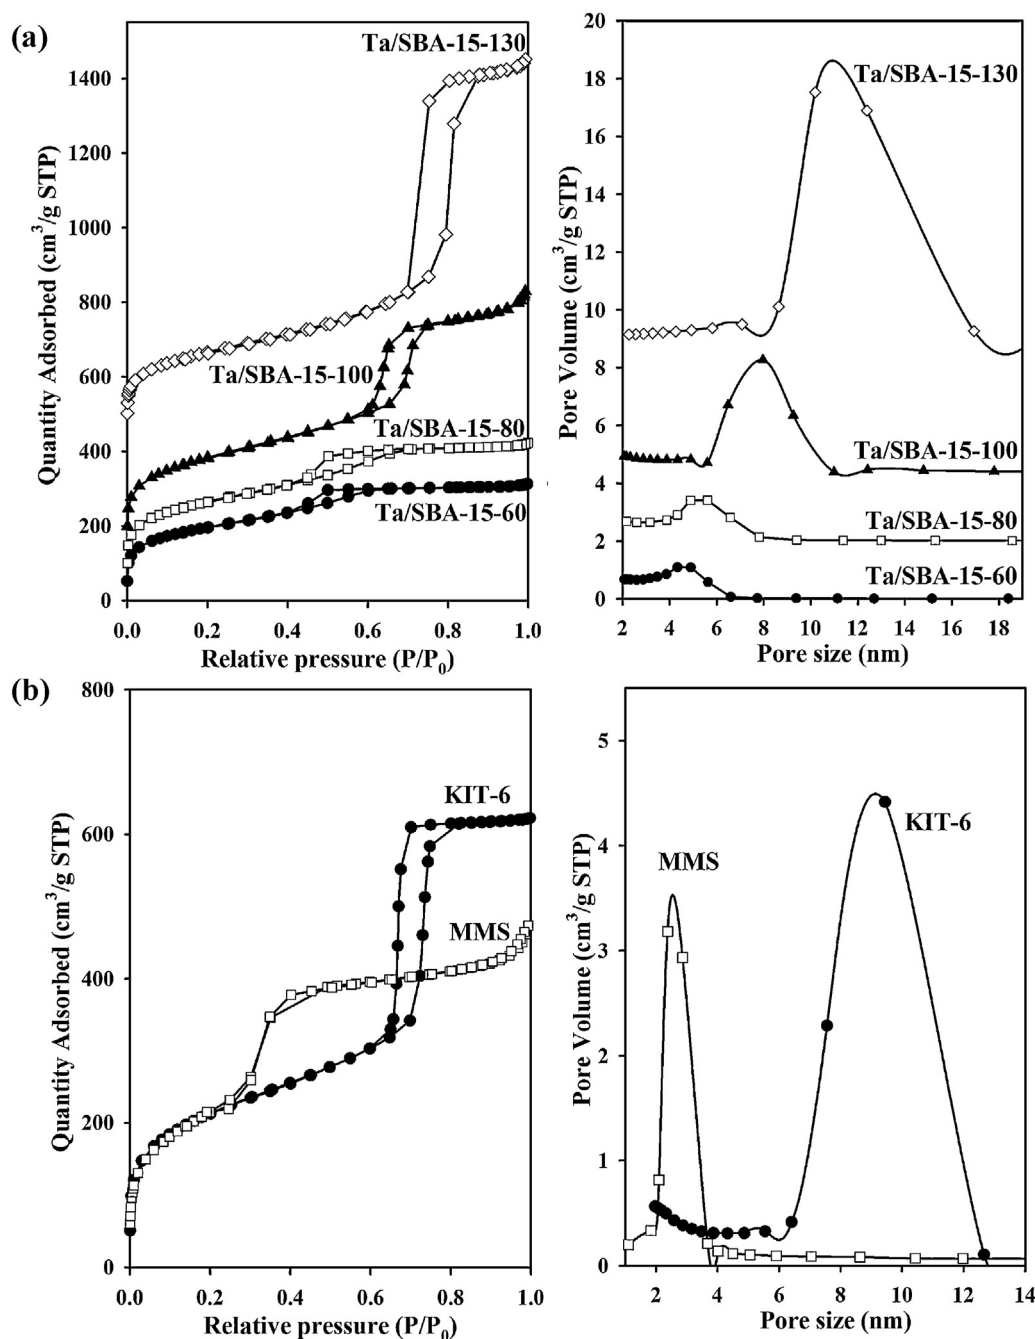 (a)
Quantity Adsorbed (cm³/g STP)
1400
1200
1000
800
600
400
200
0
Ta/SBA-15-130
Ta/SBA-15-100
Ta/SBA-15-80
Ta/SBA-15-60
0.0 0.2 0.4 0.6 0.8 1.0
Relative pressure (P/P₀)
Pore Volume (cm³/g STP)
20
18
16
14
12
10
8
6
4
2
0
Ta/SBA-15-130
Ta/SBA-15-100
Ta/SBA-15-80
Ta/SBA-15-60
2 4 6 8 10 12 14 16 18
Pore size (nm)
(b)
Quantity Adsorbed (cm³/g STP)
800
600
400
200
0
KIT-6
MMS
0.0 0.2 0.4 0.6 0.8 1.0
Relative pressure (P/P₀)
Pore Volume (cm³/g STP)
5
4
3
2
1
0
MMS
KIT-6
2 4 6 8 10 12 14
Pore size (nm)